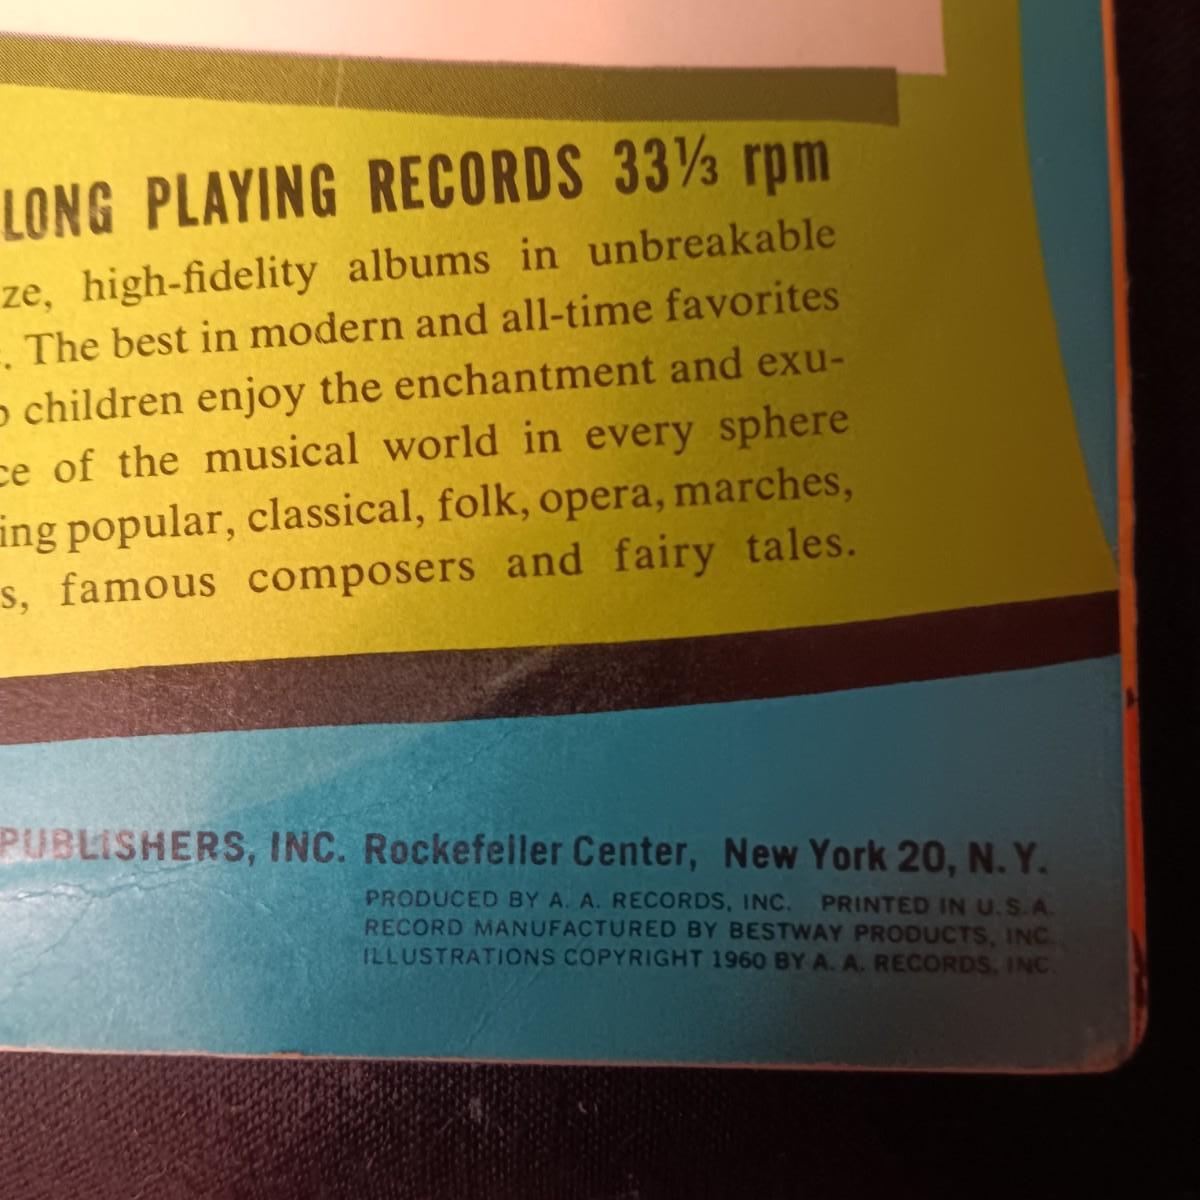 LONG PLAYING RECORDS 33⅓ rpm
ze, high-fidelity albums in unbreakable
. The best in modern and all-time favorites
children enjoy the enchantment and exu-
ce of the musical world in every sphere
ing popular, classical, folk, opera, marches,
s, famous composers and fairy tales.
PUBLISHERS, INC. Rockefeller Center, New York 20, N. Y.
PRODUCED BY A. A. RECORDS, INC. PRINTED IN U.S.A.
RECORD MANUFACTURED BY BESTWAY PRODUCTS, INC.
ILLUSTRATIONS COPYRIGHT 1960 BY A. A. RECORDS, INC.